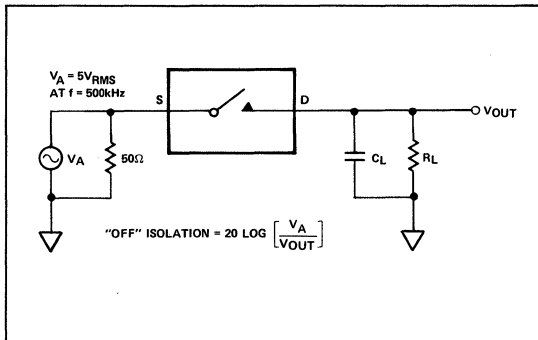 V_A = 5V_RMS
AT f = 500kHz
S
D
V_OUT
V_A
50Ω
C_L
R_L
"OFF" ISOLATION = 20 LOG [V_A / V_OUT]